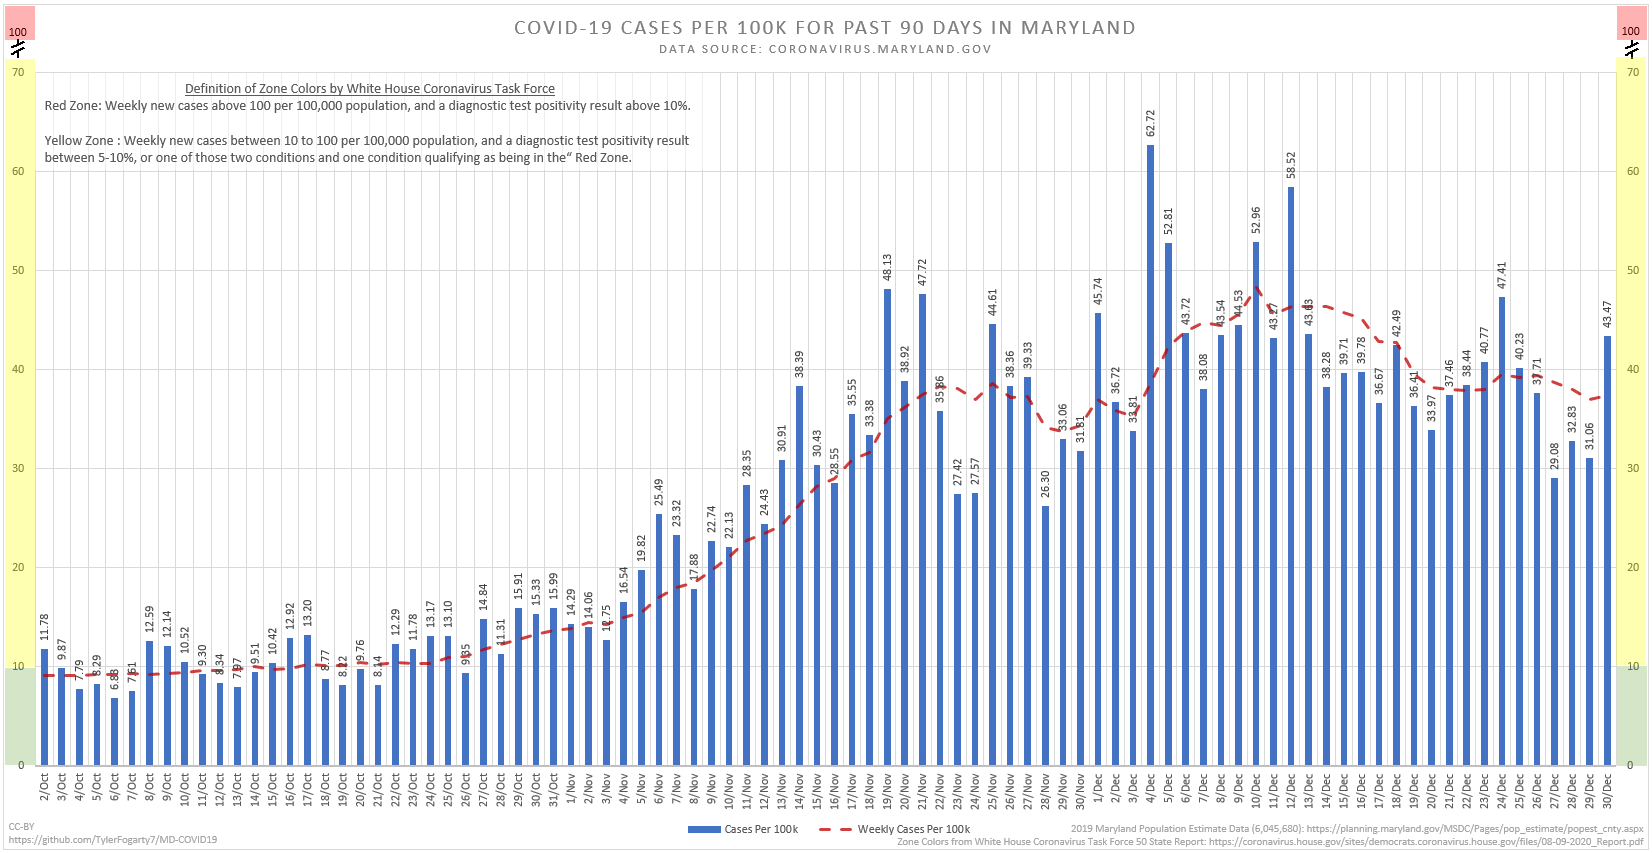 COVID-19 CASES PER 100K FOR PAST 90 DAYS IN MARYLAND
DATA SOURCE: CORONAVIRUS.MARYLAND.GOV
100
100
Definition of Zone Colors by White House Coronavirus Task Force
Red Zone: Weekly new cases above 100 per 100,000 population, and a diagnostic test positivity result above 10%.
Yellow Zone : Weekly new cases between 10 to 100 per 100,000 population, and a diagnostic test positivity result
between 5-10%, or one of those two conditions and one condition qualifying as being in the“ Red Zone.
70
60
50
40
30
20
10
0
70
60
50
40
30
20
10
0
11.78
9.87
7.79
8.29
6.88
7.61
12.59
12.14
10.52
9.30
8.34
7.97
9.51
10.42
12.92
13.20
8.77
8.22
9.76
8.14
12.29
11.78
13.17
13.10
9.35
14.84
11.31
15.91
15.33
15.99
14.29
14.06
12.75
16.54
19.82
25.49
23.32
17.88
22.74
22.13
28.35
24.43
30.91
38.39
30.43
28.55
35.55
33.38
48.13
38.92
47.72
35.86
27.42
27.57
44.61
38.36
39.33
26.30
33.06
31.81
45.74
36.72
33.81
62.72
52.81
43.72
38.08
43.54
44.53
52.96
43.27
58.52
43.63
38.28
39.71
39.78
36.67
42.49
36.41
33.97
37.46
38.44
40.77
47.41
40.23
37.71
29.08
32.83
31.06
43.47
2/Oct
3/Oct
4/Oct
5/Oct
6/Oct
7/Oct
8/Oct
9/Oct
10/Oct
11/Oct
12/Oct
13/Oct
14/Oct
15/Oct
16/Oct
17/Oct
18/Oct
19/Oct
20/Oct
21/Oct
22/Oct
23/Oct
24/Oct
25/Oct
26/Oct
27/Oct
28/Oct
29/Oct
30/Oct
31/Oct
1/Nov
2/Nov
3/Nov
4/Nov
5/Nov
6/Nov
7/Nov
8/Nov
9/Nov
10/Nov
11/Nov
12/Nov
13/Nov
14/Nov
15/Nov
16/Nov
17/Nov
18/Nov
19/Nov
20/Nov
21/Nov
22/Nov
23/Nov
24/Nov
25/Nov
26/Nov
27/Nov
28/Nov
29/Nov
30/Nov
1/Dec
2/Dec
3/Dec
4/Dec
5/Dec
6/Dec
7/Dec
8/Dec
9/Dec
10/Dec
11/Dec
12/Dec
13/Dec
14/Dec
15/Dec
16/Dec
17/Dec
18/Dec
19/Dec
20/Dec
21/Dec
22/Dec
23/Dec
24/Dec
25/Dec
26/Dec
27/Dec
28/Dec
29/Dec
30/Dec
Cases Per 100k
Weekly Cases Per 100k
CC-BY
https://github.com/TylerFogarty7/MD-COVID19
2019 Maryland Population Estimate Data (6,045,680): https://planning.maryland.gov/MSDC/Pages/pop_estimate/popest_cnty.aspx
Zone Colors from White House Coronavirus Task Force 50 State Report: https://coronavirus.house.gov/sites/democrats.coronavirus.house.gov/files/08-09-2020_Report.pdf